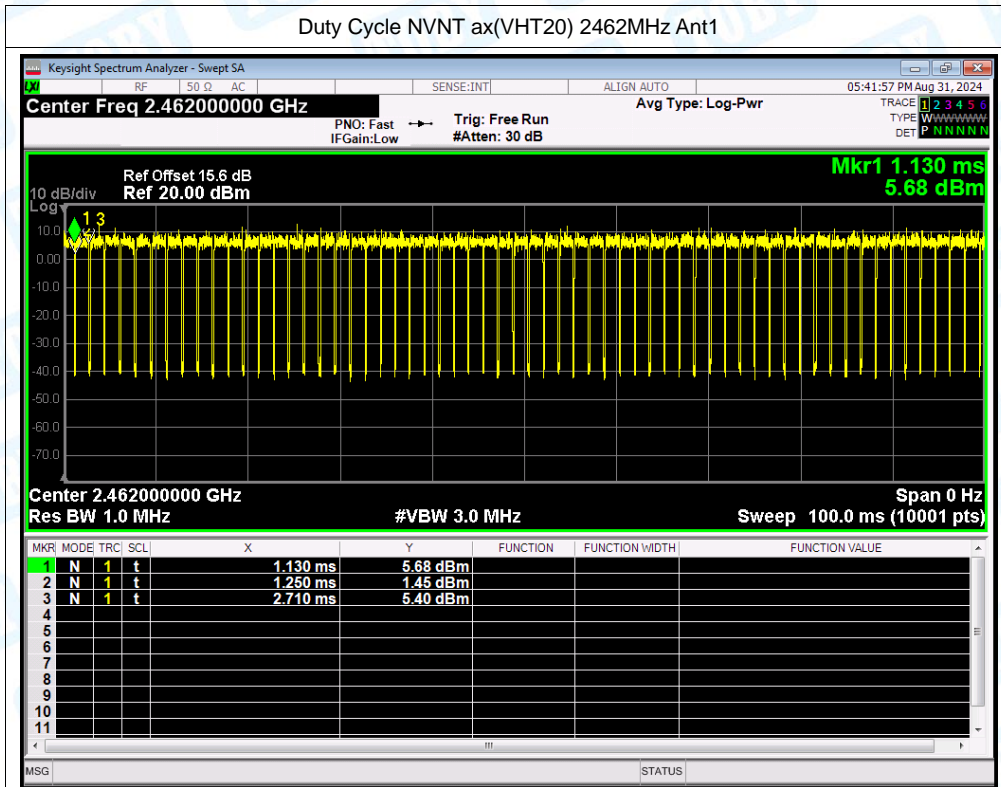 Duty Cycle NVNT ax(VHT20) 2462MHz Ant1
Keysight Spectrum Analyzer - Swept SA
LXI RF 50 Ω AC SENSE:INT ALIGN AUTO 05:41:57 PM Aug 31, 2024
Center Freq 2.462000000 GHz Avg Type: Log-Pwr TRACE 1 2 3 4 5 6
PNO: Fast Trig: Free Run TYPE WWWWWW
IFGain:Low #Atten: 30 dB DET P N N N N N
Mkr1 1.130 ms
5.68 dBm
Ref Offset 15.6 dB
10 dB/div Ref 20.00 dBm
Log
1 3
2
10.0
0.00
-10.0
-20.0
-30.0
-40.0
-50.0
-60.0
-70.0
Center 2.462000000 GHz Span 0 Hz
Res BW 1.0 MHz #VBW 3.0 MHz Sweep 100.0 ms (10001 pts)
MKR MODE TRC SCL X Y FUNCTION FUNCTION WIDTH FUNCTION VALUE
1 N 1 t 1.130 ms 5.68 dBm
2 N 1 t 1.250 ms 1.45 dBm
3 N 1 t 2.710 ms 5.40 dBm
4
5
6
7
8
9
10
11
MSG STATUS